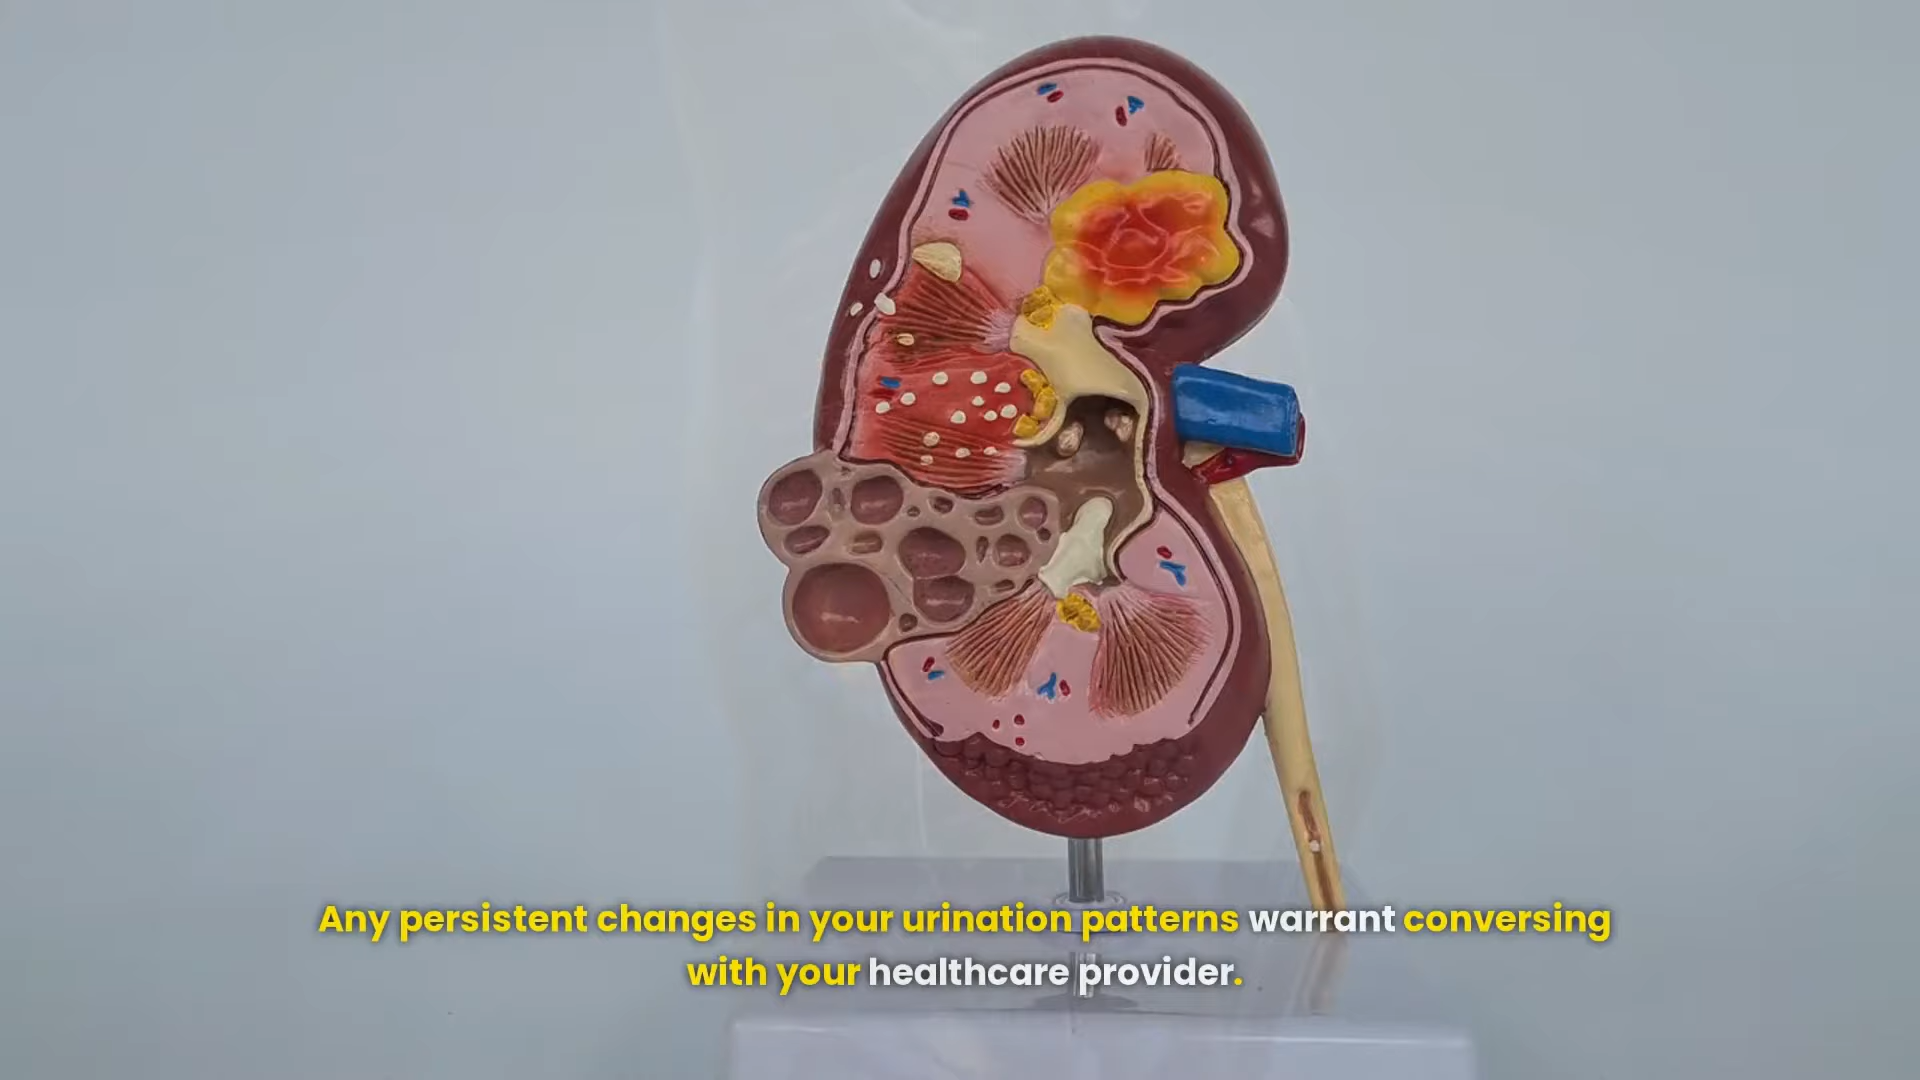 Any persistent changes in your urination patterns warrant conversing
with your healthcare provider.